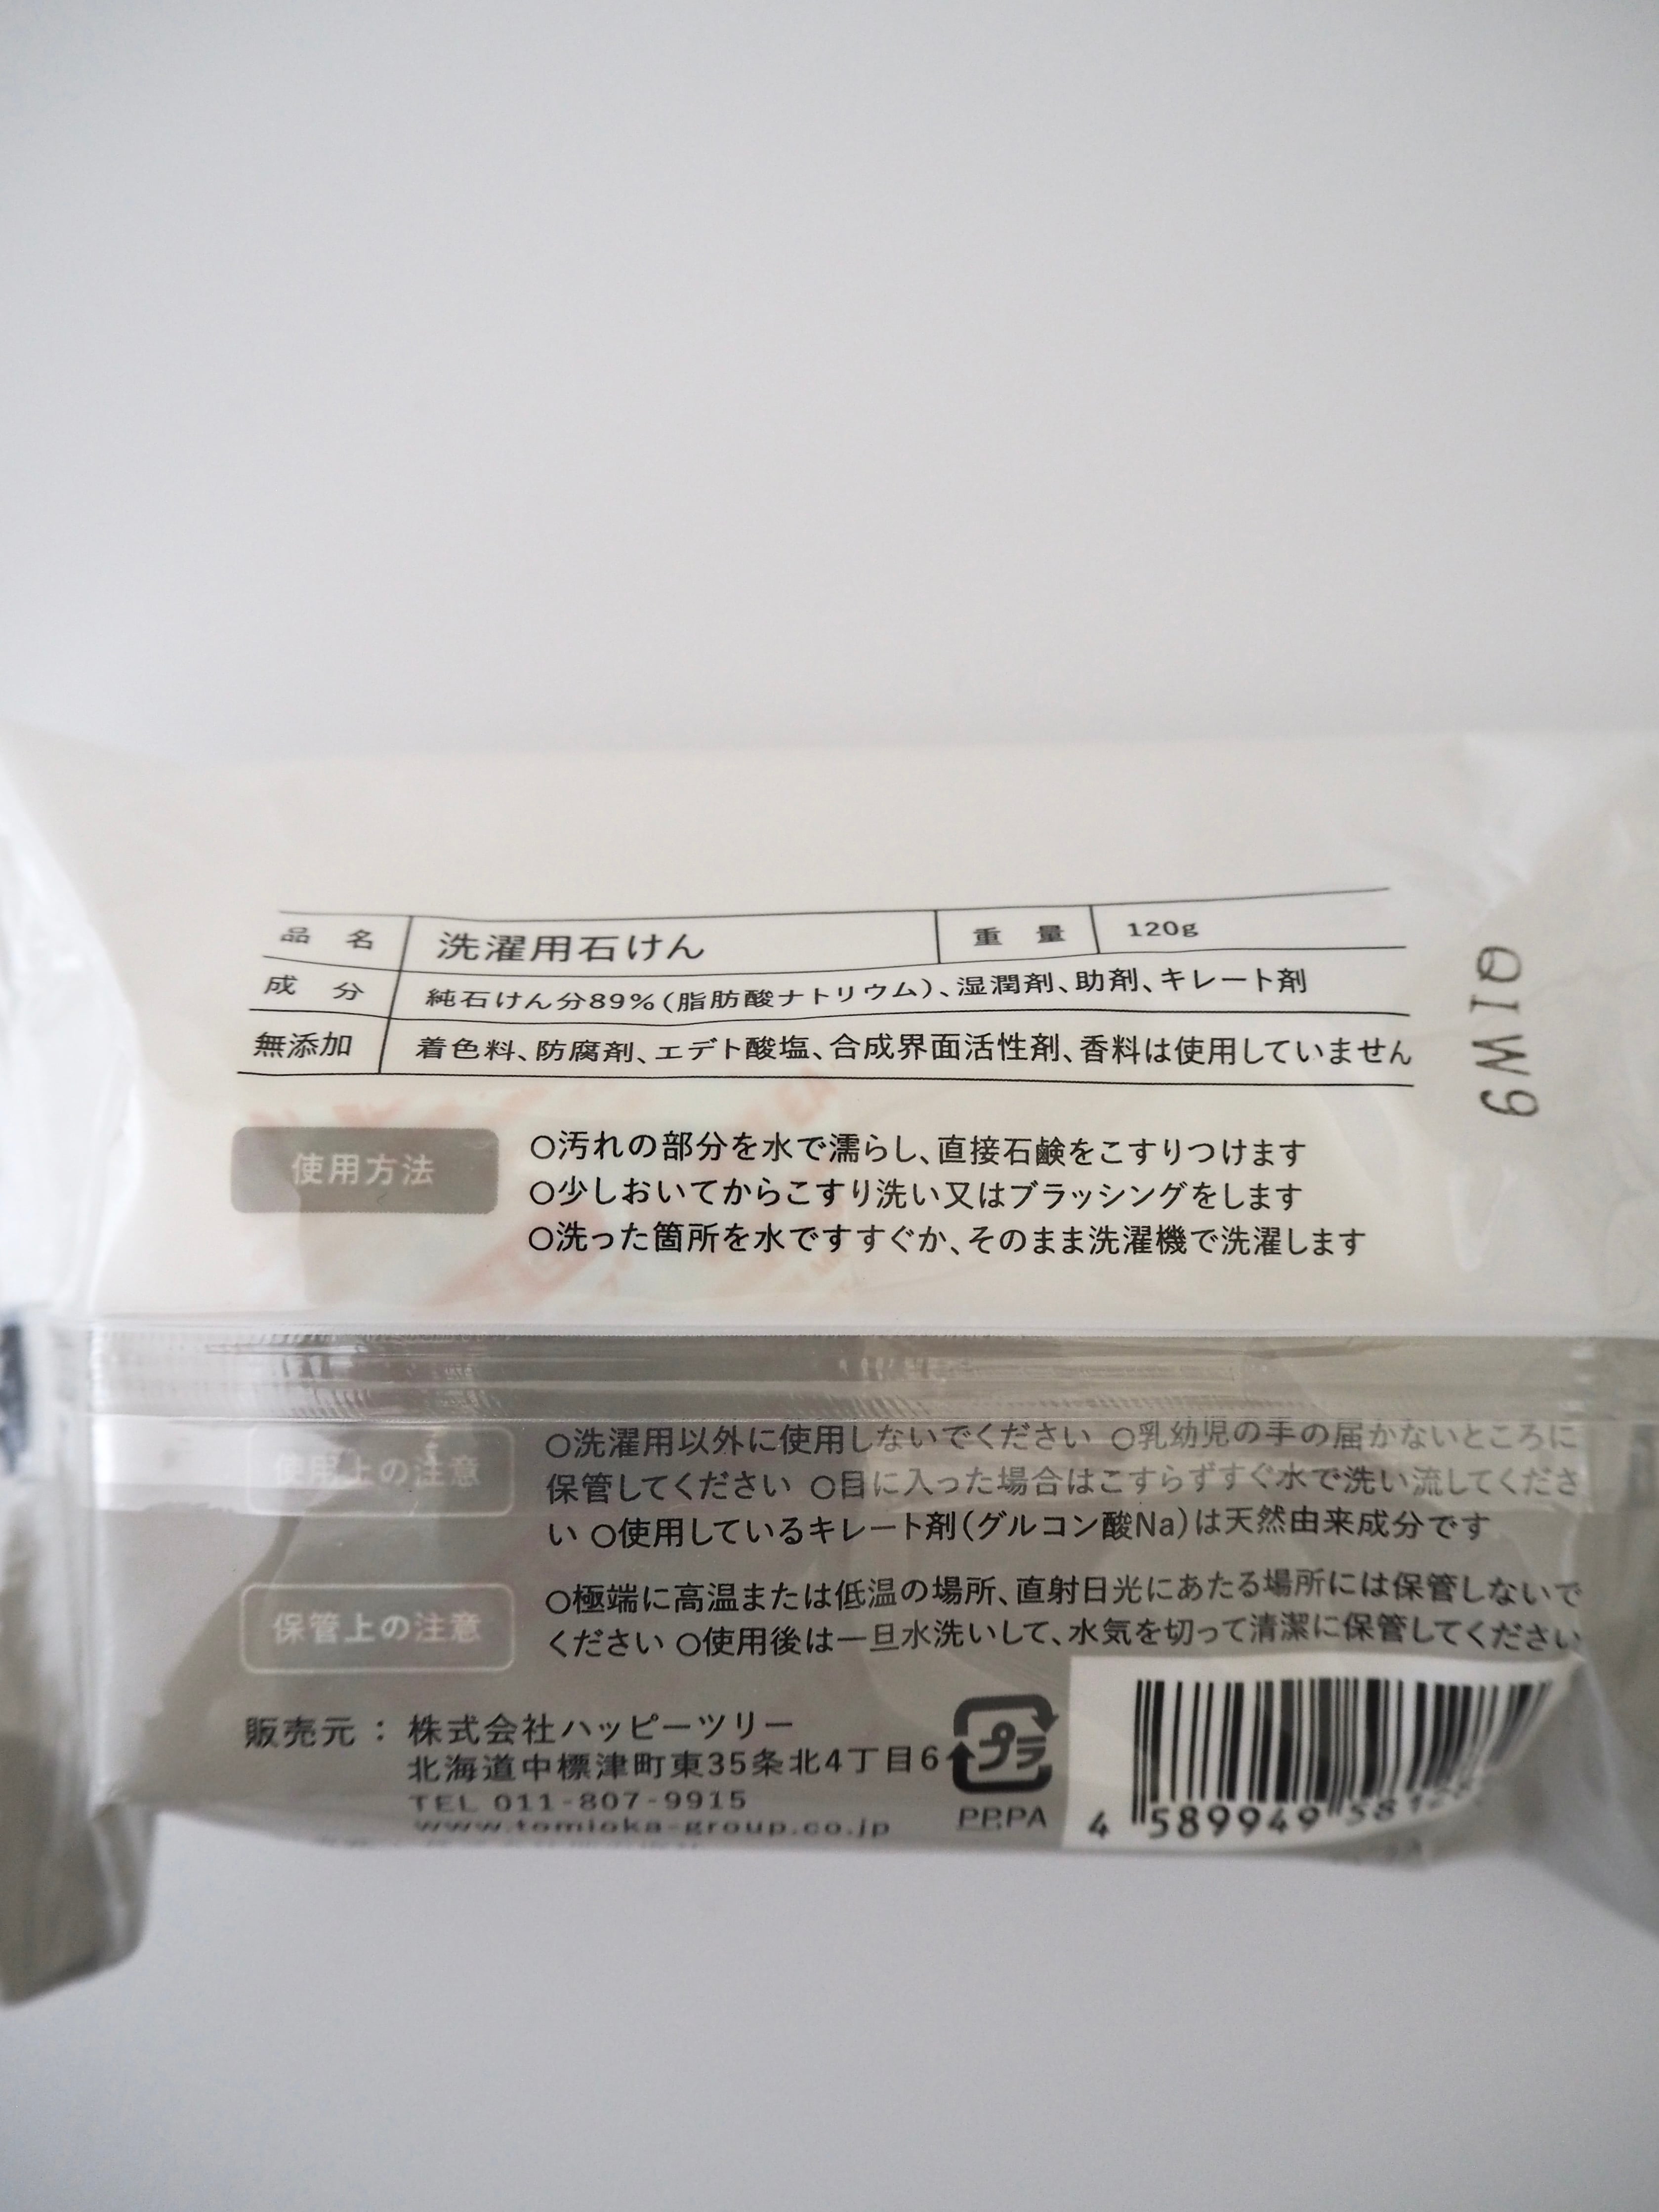 品 名 洗濯用石けん 重 量 120g
成 分 純石けん分89%(脂肪酸ナトリウム)、湿潤剤、助剤、キレート剤
無添加 着色料、防腐剤、エデト酸塩、合成界面活性剤、香料は使用していません
QIW9
使用方法
○汚れの部分を水で濡らし、直接石鹸をこすりつけます
○少しおいてからこすり洗い又はブラッシングをします
○洗った箇所を水ですすぐか、そのまま洗濯機で洗濯します
使用上の注意
○洗濯用以外に使用しないでください ○乳幼児の手の届かないところに
保管してください ○目に入った場合はこすらずすぐ水で洗い流してくださ
い ○使用しているキレート剤(グルコン酸Na)は天然由来成分です
保管上の注意
○極端に高温または低温の場所、直射日光にあたる場所には保管しないで
ください ○使用後は一旦水洗いして、水気を切って清潔に保管してください
販売元 : 株式会社ハッピーツリー
北海道中標津町東35条北4丁目6
TEL 011-807-9915
www.tomioka-group.co.jp
プラ
PP,PA
4 589949